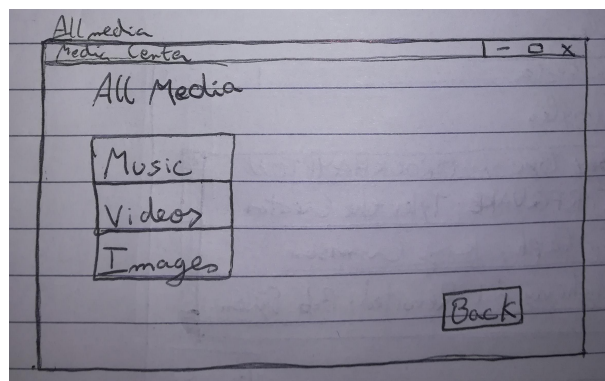 All media
Media Center - □ x
All Media
Music
Videos
Images
Back